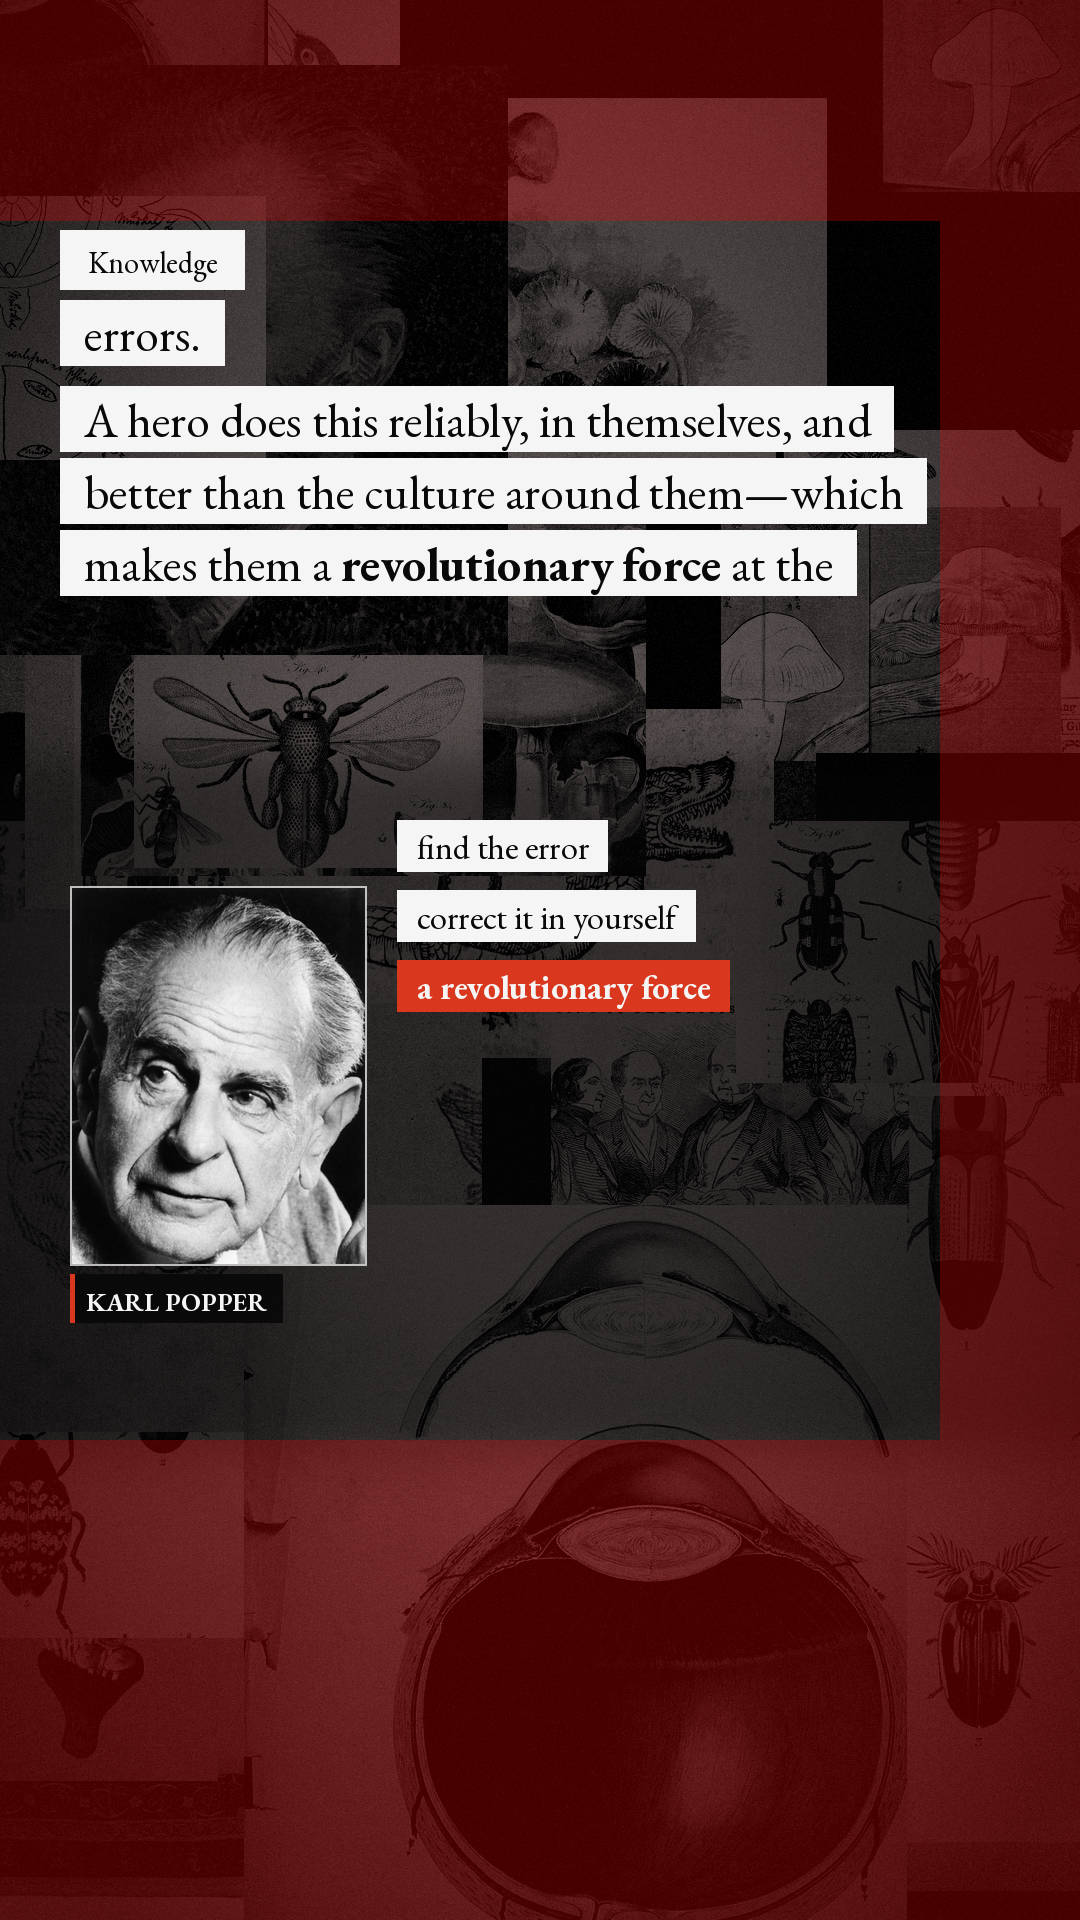 Knowledge
errors.
A hero does this reliably, in themselves, and
better than the culture around them—which
makes them a revolutionary force at the
find the error
correct it in yourself
a revolutionary force
KARL POPPER